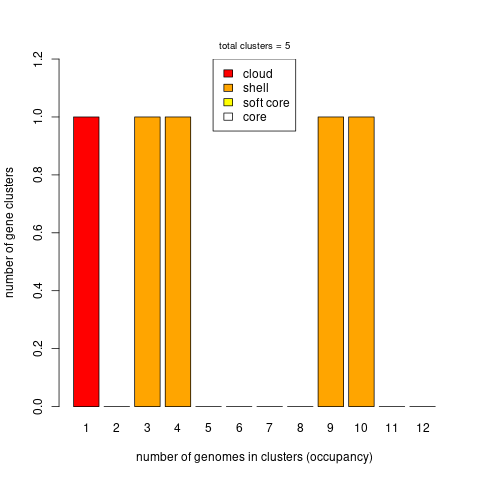 total clusters = 5
cloud
shell
soft core
core
number of gene clusters
1.2
1.0
0.8
0.6
0.4
0.2
0.0
1 2 3 4 5 6 7 8 9 10 11 12
number of genomes in clusters (occupancy)